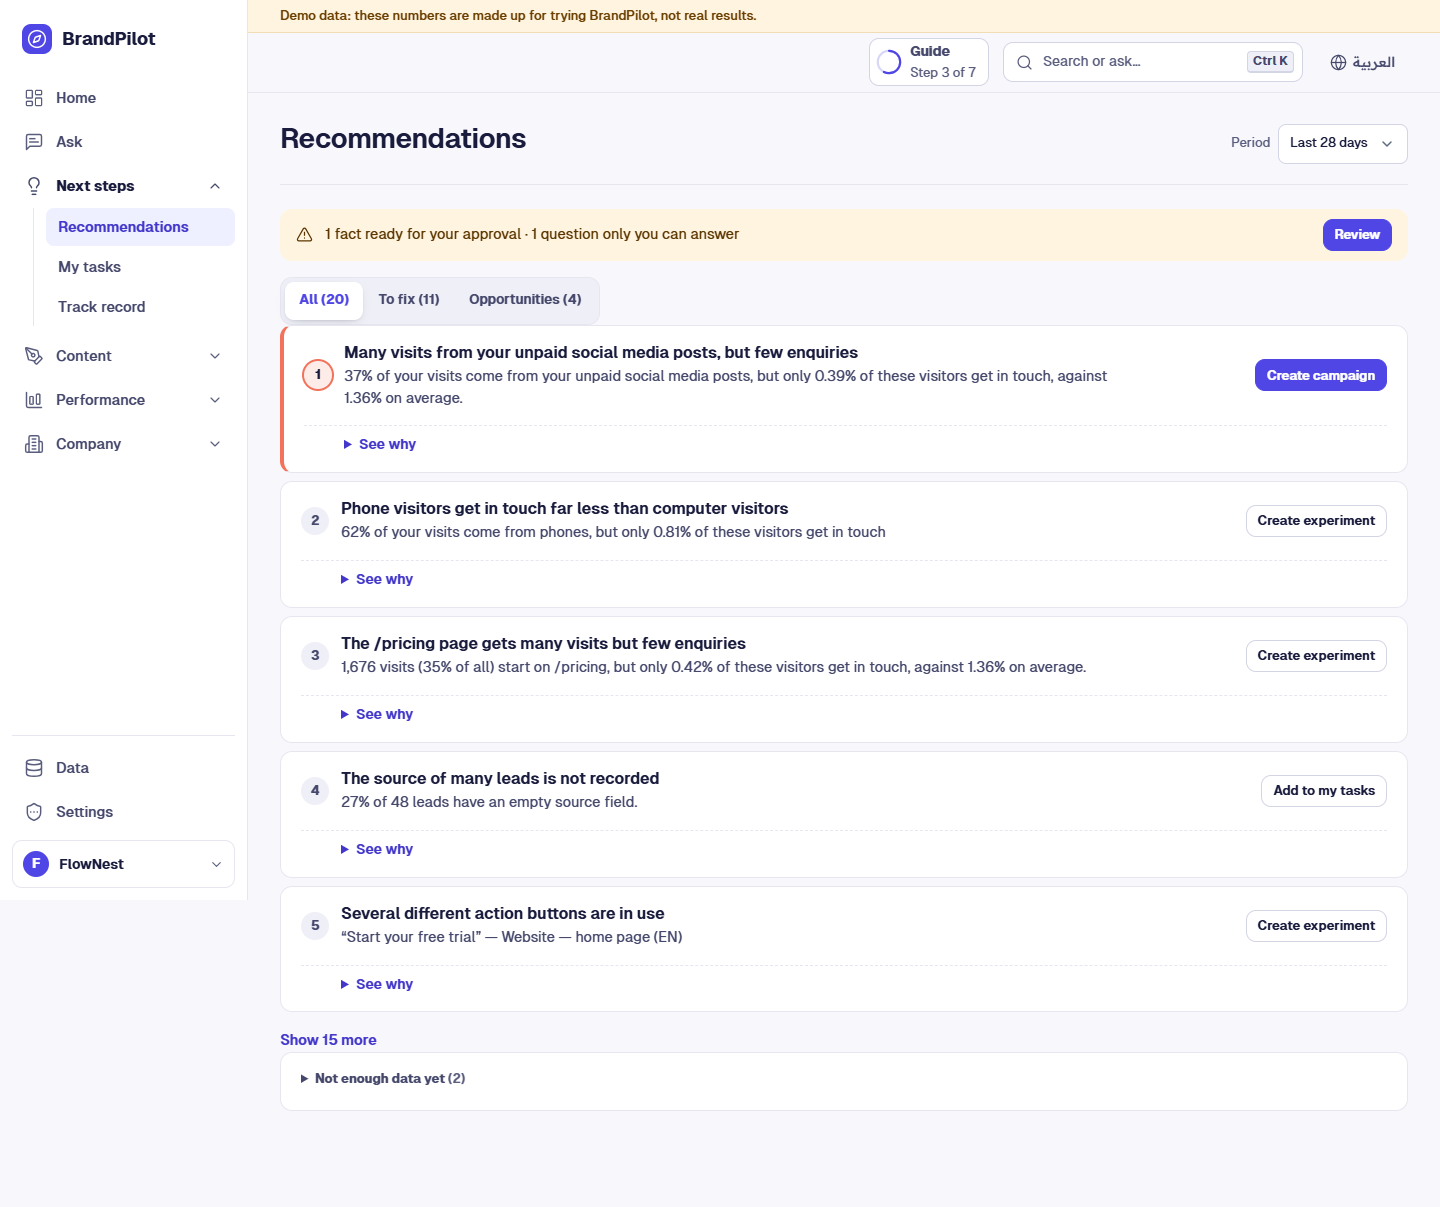 Demo data: these numbers are made up for trying BrandPilot, not real results.
BrandPilot
Guide
Step 3 of 7
Search or ask...
Ctrl K
العربية
Home
Ask
Next steps
Recommendations
My tasks
Track record
Content
Performance
Company
Data
Settings
F FlowNest
Recommendations
Period Last 28 days
1 fact ready for your approval · 1 question only you can answer
Review
All (20) To fix (11) Opportunities (4)
1
Many visits from your unpaid social media posts, but few enquiries
37% of your visits come from your unpaid social media posts, but only 0.39% of these visitors get in touch, against
1.36% on average.
Create campaign
See why
2
Phone visitors get in touch far less than computer visitors
62% of your visits come from phones, but only 0.81% of these visitors get in touch
Create experiment
See why
3
The /pricing page gets many visits but few enquiries
1,676 visits (35% of all) start on /pricing, but only 0.42% of these visitors get in touch, against 1.36% on average.
Create experiment
See why
4
The source of many leads is not recorded
27% of 48 leads have an empty source field.
Add to my tasks
See why
5
Several different action buttons are in use
“Start your free trial” — Website — home page (EN)
Create experiment
See why
Show 15 more
Not enough data yet (2)